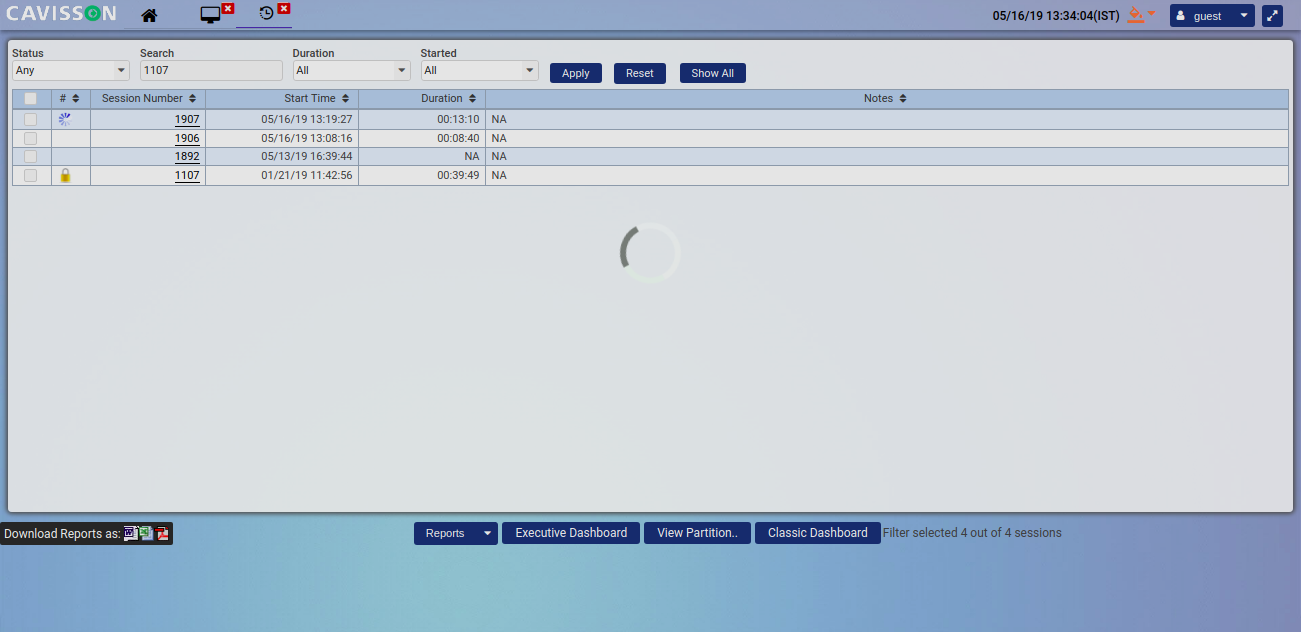 CAVISSON
05/16/19 13:34:04(IST)
guest
Status
Search
Duration
Started
Any
1107
All
All
Apply
Reset
Show All
# Session Number Start Time Duration Notes
1907 05/16/19 13:19:27 00:13:10 NA
1906 05/16/19 13:08:16 00:08:40 NA
1892 05/13/19 16:39:44 NA NA
1107 01/21/19 11:42:56 00:39:49 NA
Download Reports as:
Reports
Executive Dashboard
View Partition..
Classic Dashboard
Filter selected 4 out of 4 sessions